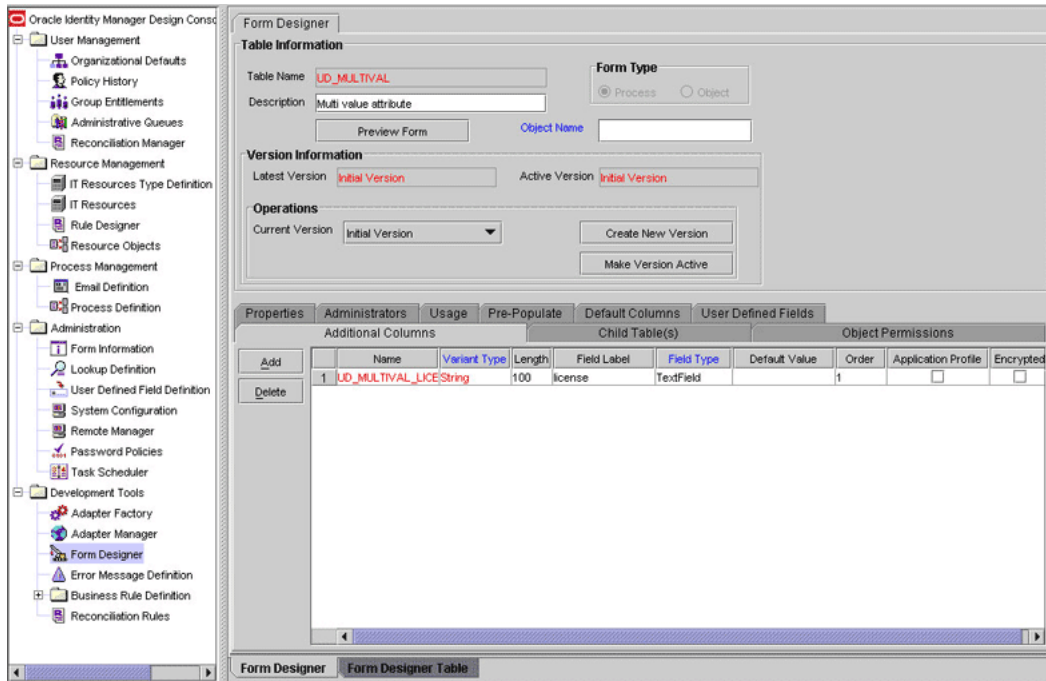 Oracle Identity Manager Design Consc
User Management
Organizational Defaults
Policy History
Group Entitlements
Administrative Queues
Reconciliation Manager
Resource Management
IT Resources Type Definition
IT Resources
Rule Designer
Resource Objects
Process Management
Email Definition
Process Definition
Administration
Form Information
Lookup Definition
User Defined Field Definition
System Configuration
Remote Manager
Password Policies
Task Scheduler
Development Tools
Adapter Factory
Adapter Manager
Form Designer
Error Message Definition
Business Rule Definition
Reconciliation Rules
Form Designer
Table Information
Table Name UD_MULTIVAL
Form Type
Process Object
Description Multi value attribute
Preview Form Object Name
Version Information
Latest Version Initial Version Active Version Initial Version
Operations
Current Version Initial Version Create New Version
Make Version Active
Properties Administrators Usage Pre-Populate Default Columns User Defined Fields
Additional Columns Child Table(s) Object Permissions
Add
Delete
Name Variant Type Length Field Label Field Type Default Value Order Application Profile Encrypted
1 UD_MULTIVAL_LICE String 100 license TextField 1
Form Designer Form Designer Table